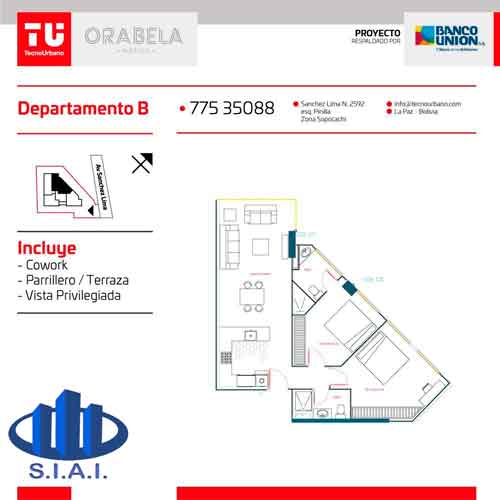 TU
TecnoUrbano
ORABELA
PROYECTO
RESPALDADO POR
BANCO
UNION S.A.
Departamento B
• 775 35088
• Sanchez Lima N. 2592
esq. Pinilla
Zona Sopocachi
• info@tecnourbano.com
• La Paz - Bolivia
Av Sanchez Lima
Incluye
- Cowork
- Parrillero / Terraza
- Vista Privilegiada
S.I.A.I.